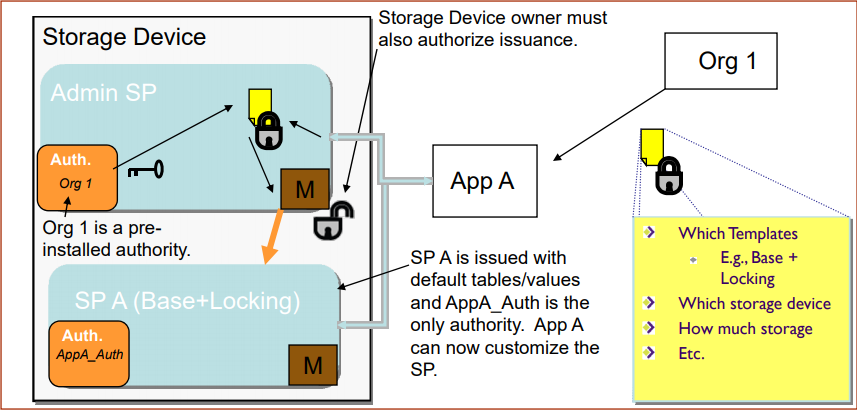 Storage Device
Storage Device owner must
also authorize issuance.
Org 1
Admin SP
Auth.
Org 1
M
App A
Org 1 is a pre-
installed authority.
SP A (Base+Locking)
Auth.
AppA_Auth
M
SP A is issued with
default tables/values
and AppA_Auth is the
only authority.  App A
can now customize the
SP.
Which Templates
E.g., Base +
Locking
Which storage device
How much storage
Etc.